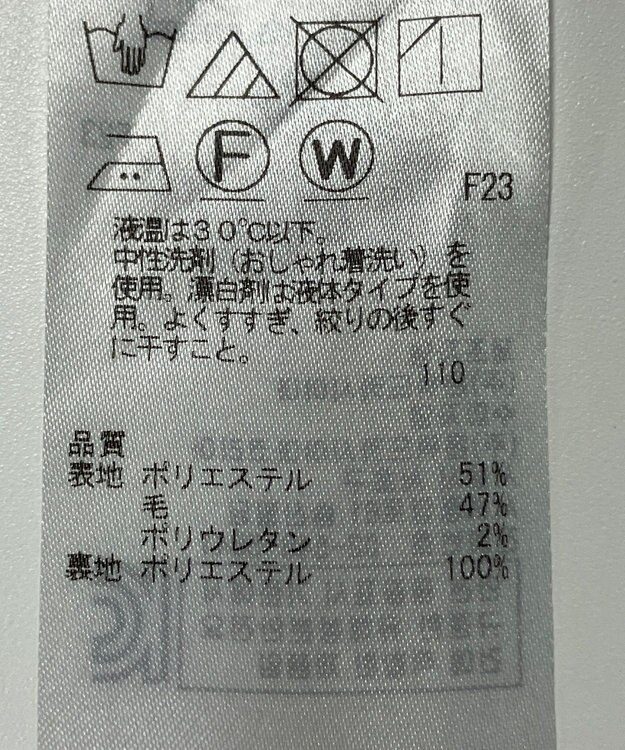 F W
F23
液温は30℃以下。
中性洗剤（おしゃれ着洗い）を
使用。漂白剤は液体タイプを使
用。よくすすぎ、絞りの後すぐ
に干すこと。
110
品質
表地 ポリエステル 51%
毛 47%
ポリウレタン 2%
裏地 ポリエステル 100%